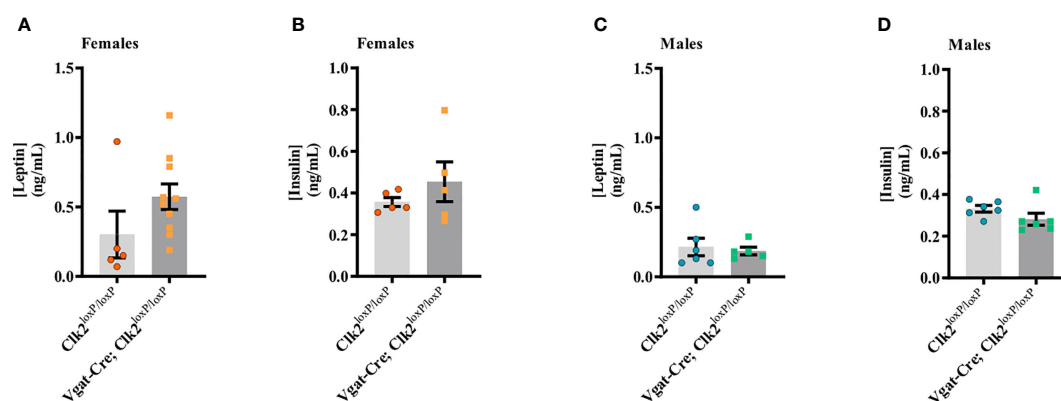 A
Females
[Leptin]
(ng/mL)
1.5
1.0
0.5
0.0
Clk2loxP/loxP
Vgat-Cre; Clk2loxP/loxP
B
Females
[Insulin]
(ng/mL)
1.0
0.8
0.6
0.4
0.2
0.0
Clk2loxP/loxP
Vgat-Cre; Clk2loxP/loxP
C
Males
[Leptin]
(ng/mL)
1.5
1.0
0.5
0.0
Clk2loxP/loxP
Vgat-Cre; Clk2loxP/loxP
D
Males
[Insulin]
(ng/mL)
1.0
0.8
0.6
0.4
0.2
0.0
Clk2loxP/loxP
Vgat-Cre; Clk2loxP/loxP